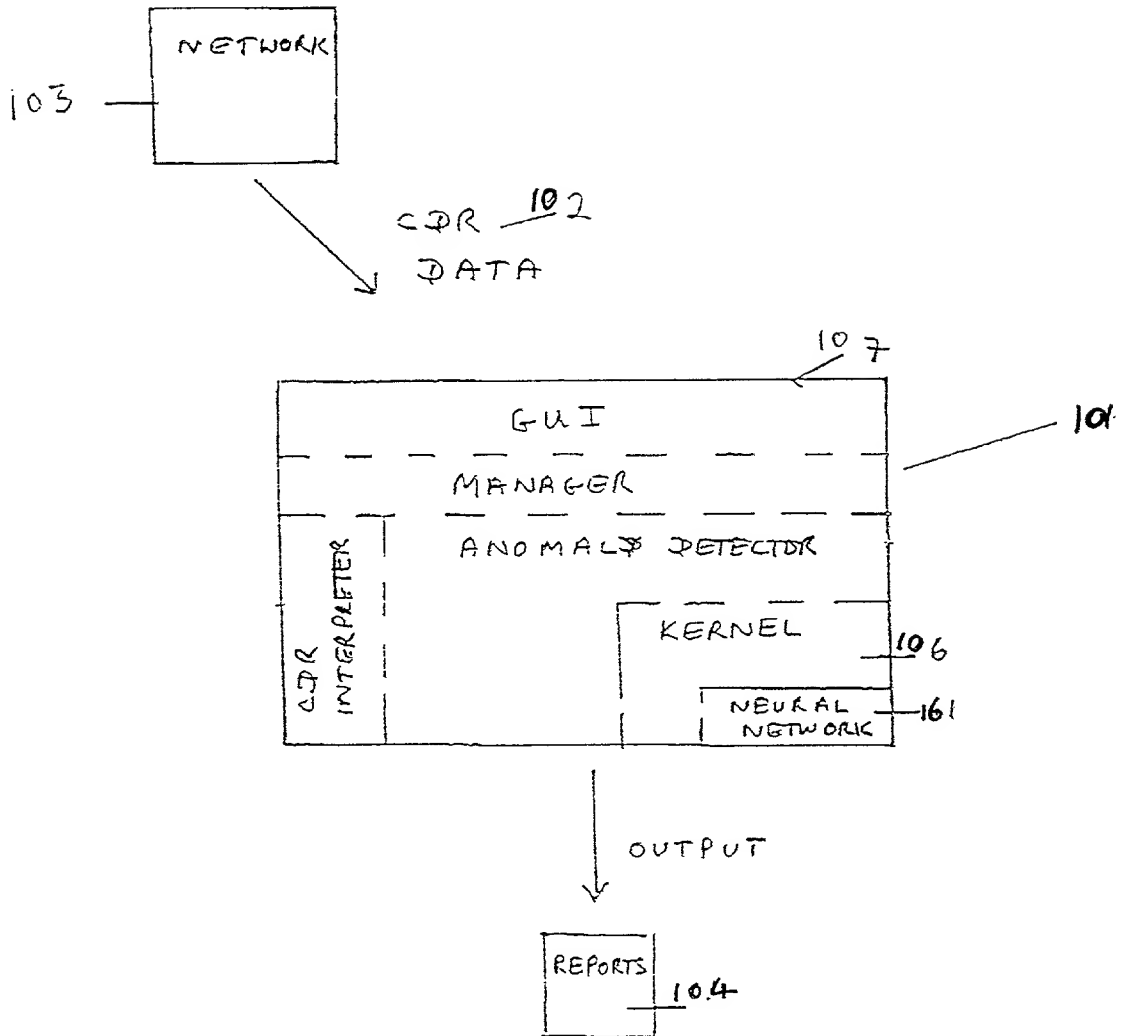 NETWORK
103
CDR 102
DATA
107
GUI
101
MANAGER
ANOMALY DETECTOR
CDR
INTERPRETER
KERNEL
106
NEURAL
NETWORK
161
OUTPUT
REPORTS
104